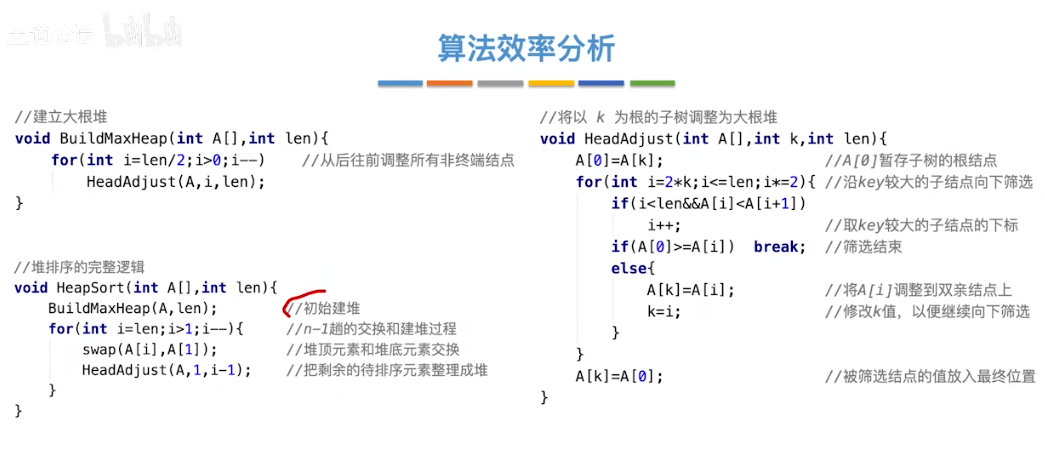 算法效率分析
//建立大根堆
void BuildMaxHeap(int A[],int len){
for(int i=len/2;i>0;i--) //从后往前调整所有非终端结点
HeadAdjust(A,i,len);
}
//堆排序的完整逻辑
void HeapSort(int A[],int len){
BuildMaxHeap(A,len); //初始建堆
for(int i=len;i>1;i--){ //n-1趟的交换和建堆过程
swap(A[i],A[1]); //堆顶元素和堆底元素交换
HeadAdjust(A,1,i-1); //把剩余的待排序元素整理成堆
}
}
//将以 k 为根的子树调整为大根堆
void HeadAdjust(int A[],int k,int len){
A[0]=A[k]; //A[0]暂存子树的根结点
for(int i=2*k;i<=len;i*=2){ //沿key较大的子结点向下筛选
if(i<len&&A[i]<A[i+1])
i++; //取key较大的子结点的下标
if(A[0]>=A[i]) break; //筛选结束
else{
A[k]=A[i]; //将A[i]调整到双亲结点上
k=i; //修改k值，以便继续向下筛选
}
}
A[k]=A[0]; //被筛选结点的值放入最终位置
}